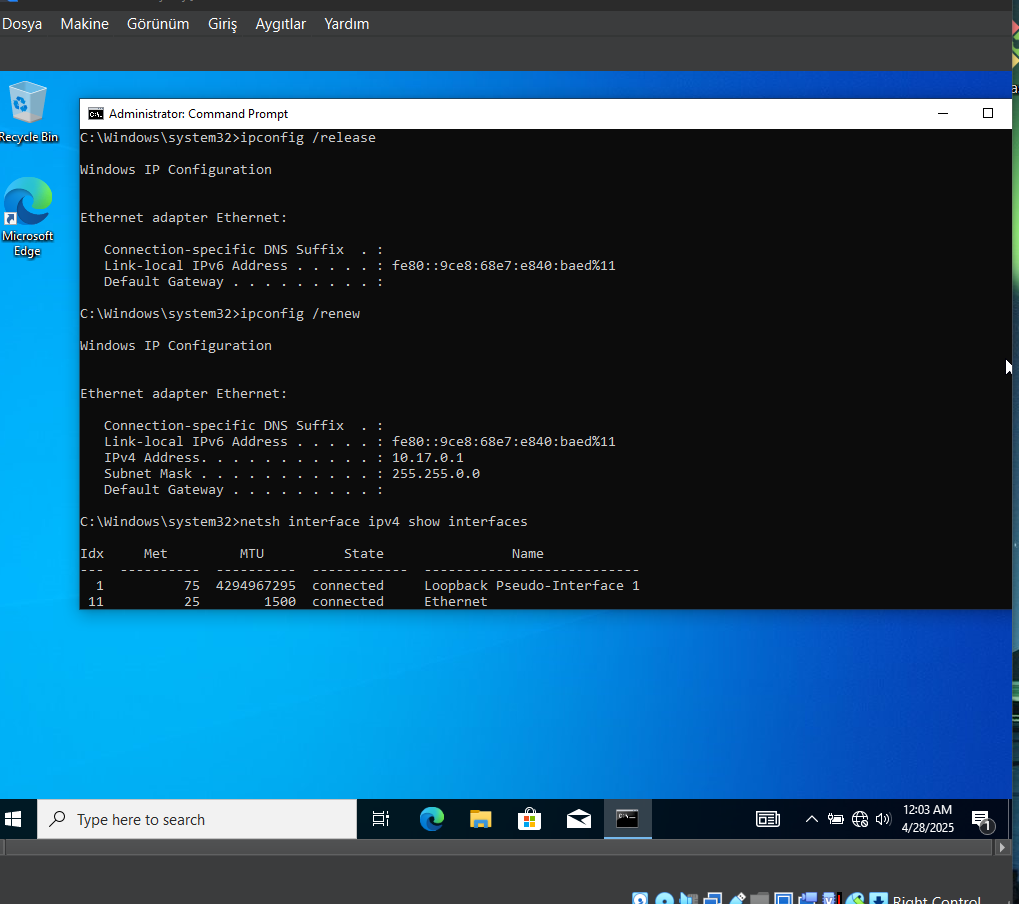 Dosya Makine Görünüm Giriş Aygıtlar Yardım
Recycle Bin
Microsoft
Edge
Administrator: Command Prompt
C:\Windows\system32>ipconfig /release
Windows IP Configuration
Ethernet adapter Ethernet:
Connection-specific DNS Suffix  . :
Link-local IPv6 Address . . . . . : fe80::9ce8:68e7:e840:baed%11
Default Gateway . . . . . . . . . :
C:\Windows\system32>ipconfig /renew
Windows IP Configuration
Ethernet adapter Ethernet:
Connection-specific DNS Suffix  . :
Link-local IPv6 Address . . . . . : fe80::9ce8:68e7:e840:baed%11
IPv4 Address. . . . . . . . . . . : 10.17.0.1
Subnet Mask . . . . . . . . . . . : 255.255.0.0
Default Gateway . . . . . . . . . :
C:\Windows\system32>netsh interface ipv4 show interfaces
Idx     Met         MTU          State                Name
---  ----------  ----------  ------------  ---------------------------
1          75  4294967295  connected     Loopback Pseudo-Interface 1
11          25        1500  connected     Ethernet
Type here to search
12:03 AM
4/28/2025
1
Right Control